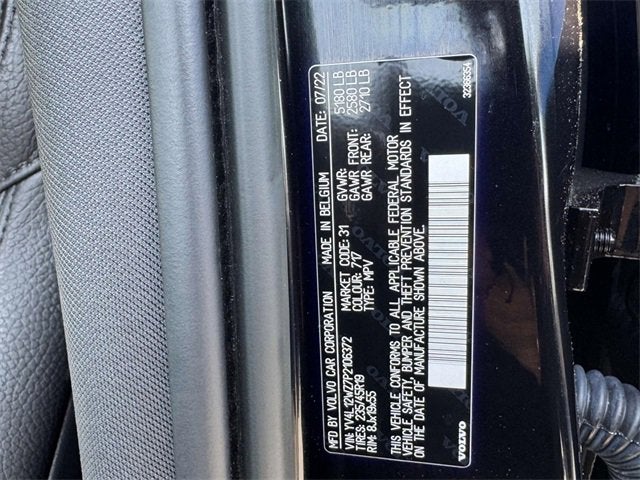 MFD BY VOLVO CAR CORPORATION MADE IN BELGIUM DATE: 07/22
VIN: YV4L12WJ7P2106372 MARKET CODE: 31 GVWR: 5180 LB
TIRES: 235/45R19 COLOUR: 717 GAWR FRONT: 2580 LB
RIM: 8Jx19x55 TYPE: MPV GAWR REAR: 2710 LB
THIS VEHICLE CONFORMS TO ALL APPLICABLE FEDERAL MOTOR
VEHICLE SAFETY, BUMPER AND THEFT PREVENTION STANDARDS IN EFFECT
ON THE DATE OF MANUFACTURE SHOWN ABOVE.
VOLVO 32366354